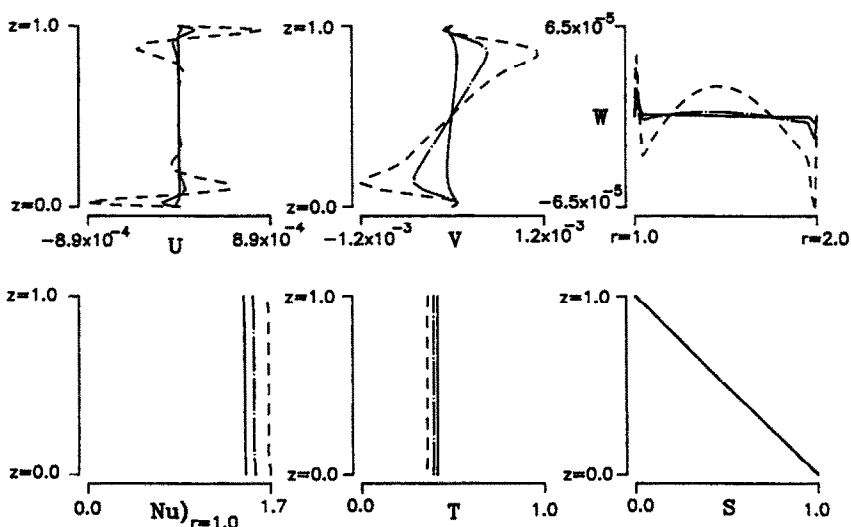 z=1.0
z=0.0
−8.9x10⁻⁴
8.9x10⁻⁴
U
z=1.0
z=0.0
−1.2x10⁻³
1.2x10⁻³
V
6.5x10⁻⁵
W
−6.5x10⁻⁵
r=1.0
r=2.0
z=1.0
z=0.0
0.0
1.7
Nu)r=1.0
z=1.0
z=0.0
0.0
1.0
T
z=1.0
z=0.0
0.0
1.0
S